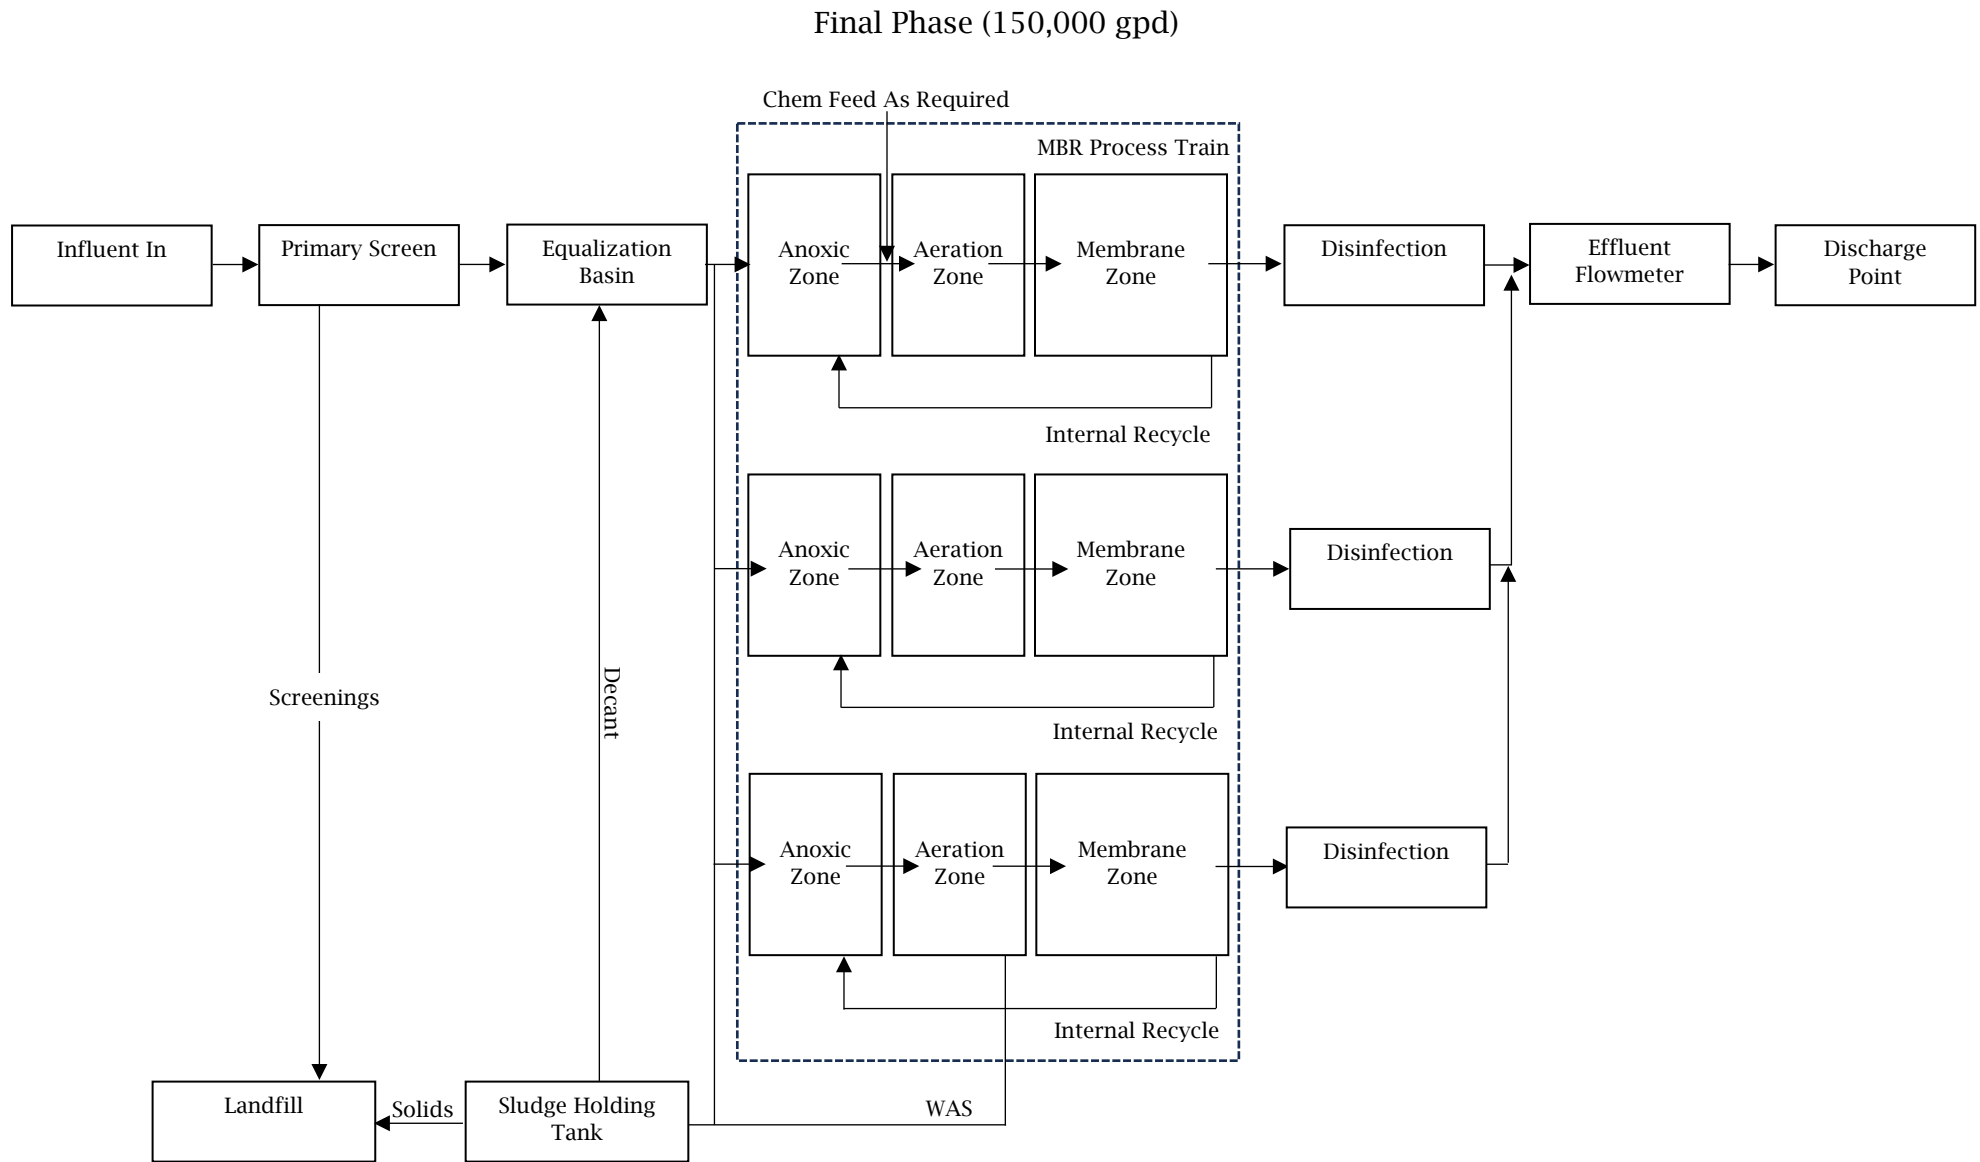 Final Phase (150,000 gpd)
Chem Feed As Required
MBR Process Train
Influent In
Primary Screen
Equalization
Basin
Anoxic
Zone
Aeration
Zone
Membrane
Zone
Disinfection
Effluent
Flowmeter
Discharge
Point
Internal Recycle
Anoxic
Zone
Aeration
Zone
Membrane
Zone
Disinfection
Internal Recycle
Screenings
Decant
Anoxic
Zone
Aeration
Zone
Membrane
Zone
Disinfection
Internal Recycle
Landfill
Solids
Sludge Holding
Tank
WAS